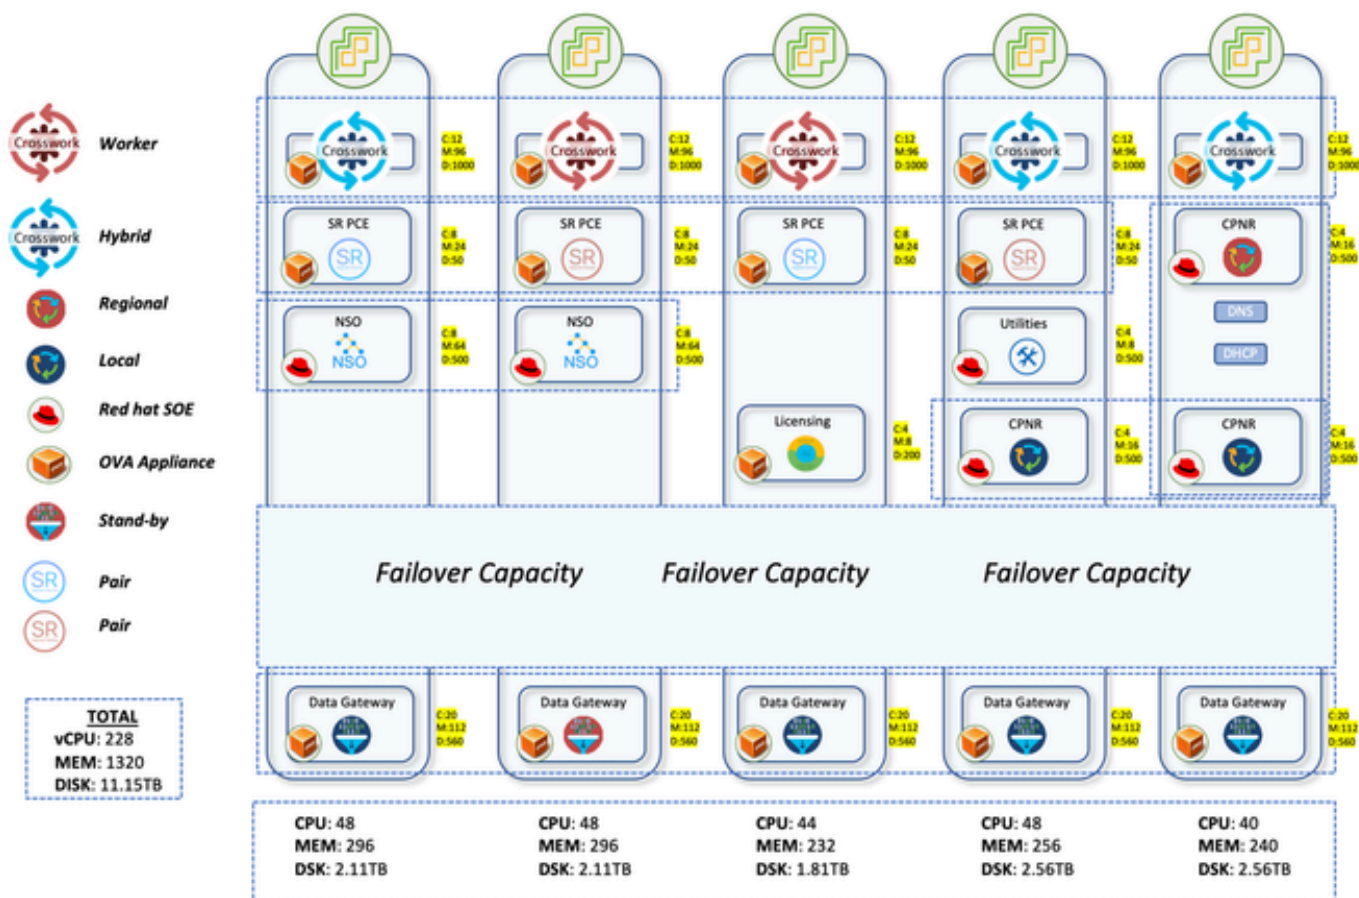 Crosswork
Worker
Crosswork
Hybrid
Regional
Local
Red hat SOE
OVA Appliance
Stand-by
SR
Pair
SR
Pair
TOTAL
vCPU: 228
MEM: 1320
DISK: 11.15TB
Crosswork
C:12
M:96
D:1000
Crosswork
C:12
M:96
D:1000
Crosswork
C:12
M:96
D:1000
Crosswork
C:12
M:96
D:1000
Crosswork
C:12
M:96
D:1000
SR PCE
SR
C:8
M:24
D:50
SR PCE
SR
C:8
M:24
D:50
SR PCE
SR
C:8
M:24
D:50
SR PCE
SR
C:8
M:24
D:50
CPNR
C:4
M:16
D:500
NSO
NSO
C:8
M:64
D:500
NSO
NSO
C:8
M:64
D:500
Utilities
C:4
M:8
D:500
DNS
DHCP
Licensing
C:4
M:8
D:200
CPNR
C:4
M:16
D:500
CPNR
C:4
M:16
D:500
Failover Capacity
Failover Capacity
Failover Capacity
Data Gateway
C:20
M:112
D:560
Data Gateway
C:20
M:112
D:560
Data Gateway
C:20
M:112
D:560
Data Gateway
C:20
M:112
D:560
Data Gateway
C:20
M:112
D:560
CPU: 48
MEM: 296
DSK: 2.11TB
CPU: 48
MEM: 296
DSK: 2.11TB
CPU: 44
MEM: 232
DSK: 1.81TB
CPU: 48
MEM: 256
DSK: 2.56TB
CPU: 40
MEM: 240
DSK: 2.56TB